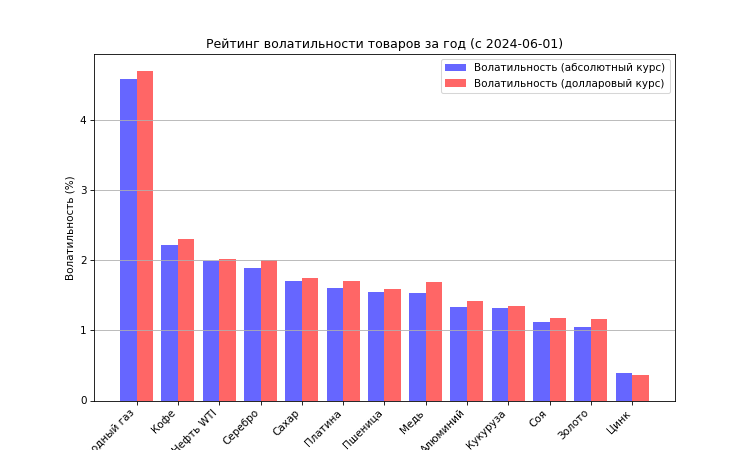 Рейтинг волатильности товаров за год (с 2024-06-01)
Волатильность (абсолютный курс)
Волатильность (долларовый курс)
Волатильность (%)
4
3
2
1
0
одный газ
Кофе
Нефть WTI
Серебро
Сахар
Платина
Пшеница
Медь
Алюминий
Кукуруза
Соя
Золото
Цинк